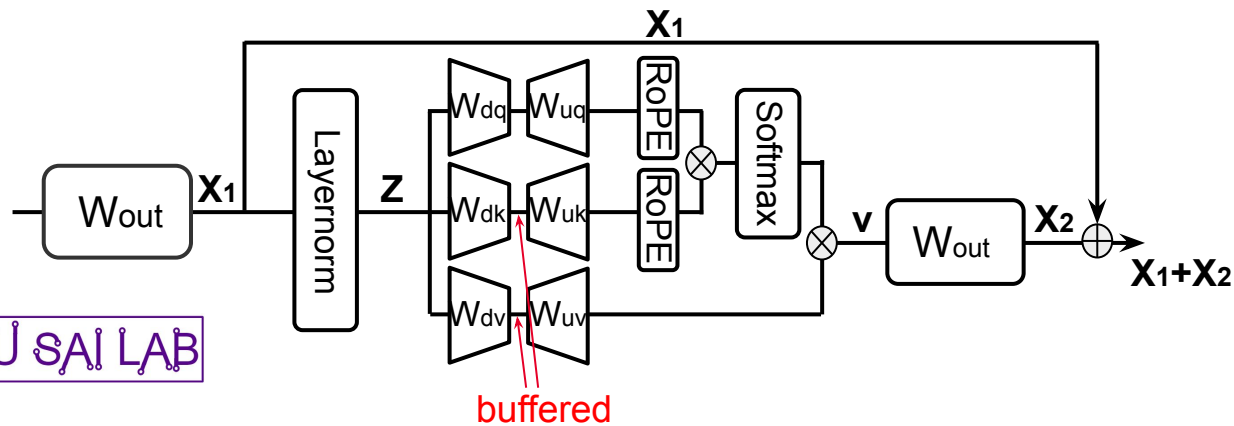 X1
Wout
X1
Layernorm
Z
Wdq
Wuq
RoPE
Wdk
Wuk
RoPE
Wdv
Wuv
Softmax
v
Wout
X2
X1+X2
buffered
SAI LAB